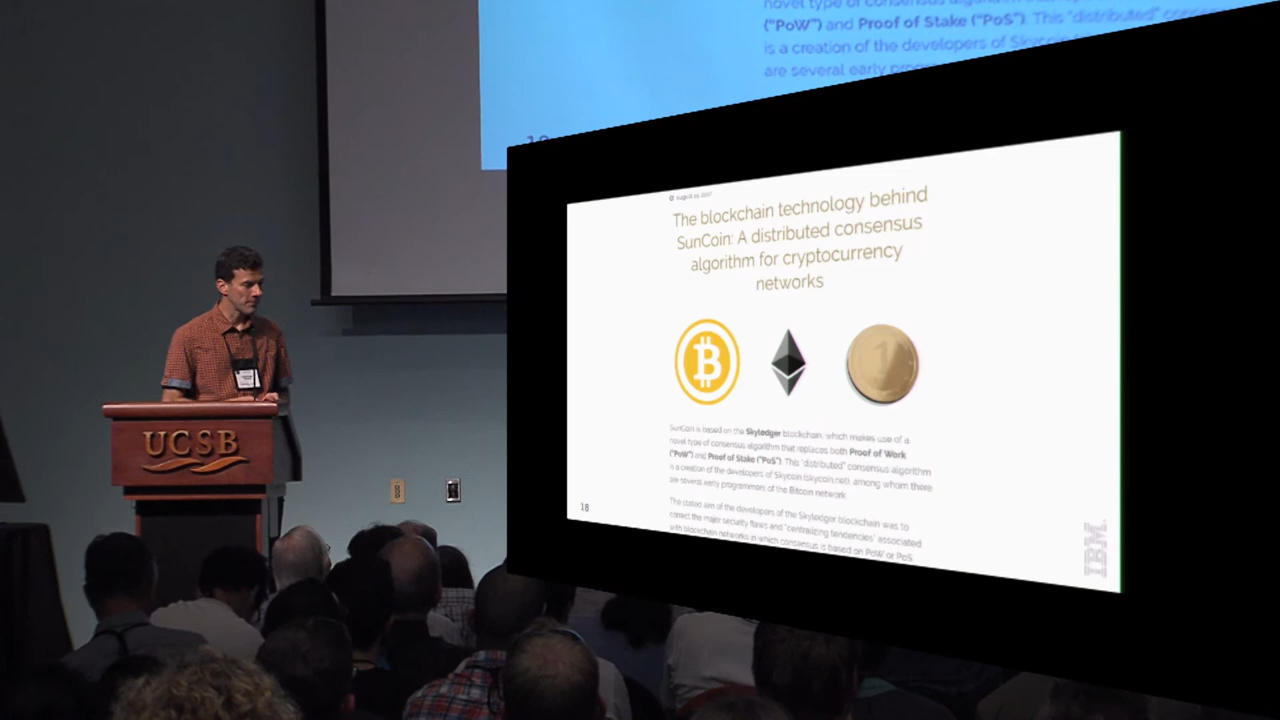 novel type of consensus algorithm that
("PoW") and Proof of Stake ("PoS"). This "distributed"
is a creation of the developers of Skycoin
are several early
18
August 19, 2017
The blockchain technology behind
SunCoin: A distributed consensus
algorithm for cryptocurrency
networks
SunCoin is based on the Skyledger blockchain, which makes use of a
novel type of consensus algorithm that replaces both Proof of Work
("PoW") and Proof of Stake ("PoS"). This "distributed" consensus algorithm
is a creation of the developers of Skycoin (skycoin.net), among whom there
are several early programmers of the Bitcoin network.
The stated aim of the developers of the Skyledger blockchain was to
correct the major security flaws and "centralizing tendencies" associated
with blockchain networks in which consensus is based on PoW or PoS.
18
IBM
UCSB